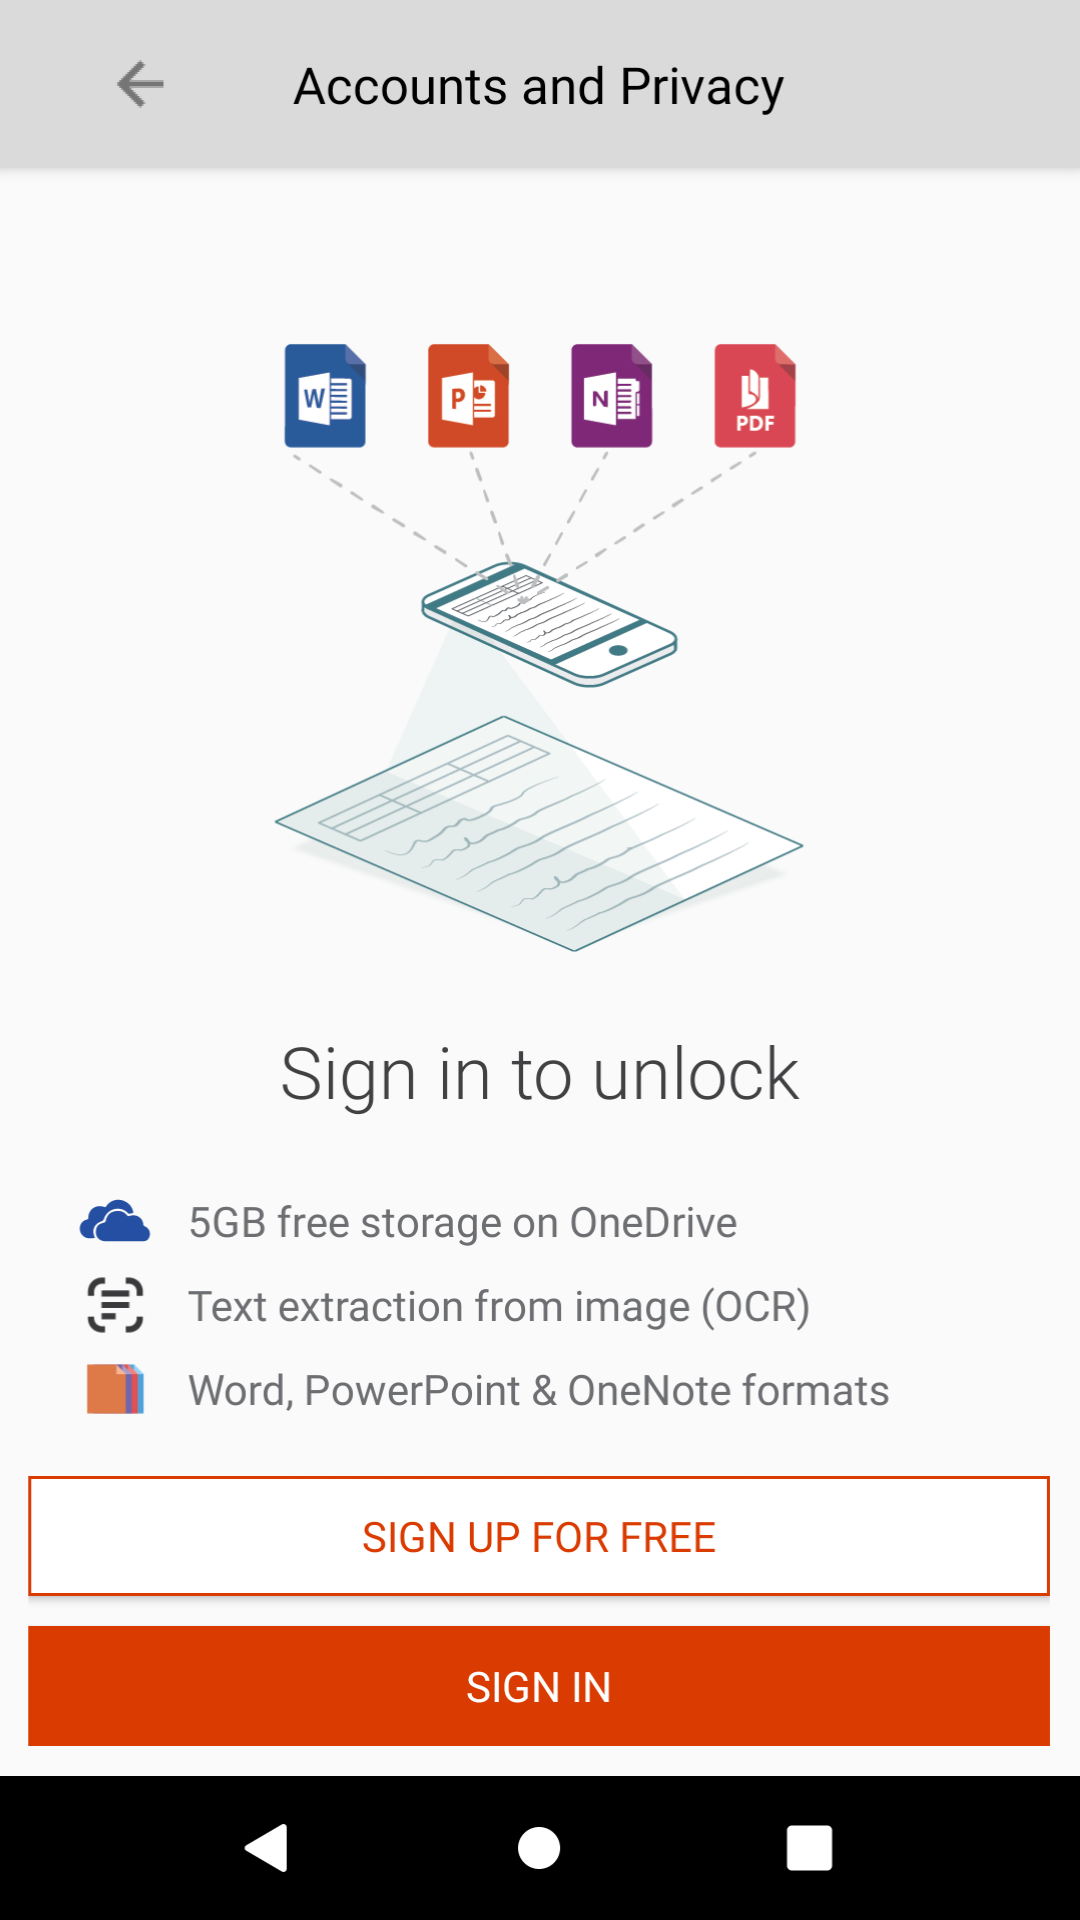 Accounts and Privacy
W P N PDF
Sign in to unlock
5GB free storage on OneDrive
Text extraction from image (OCR)
Word, PowerPoint & OneNote formats
SIGN UP FOR FREE
SIGN IN